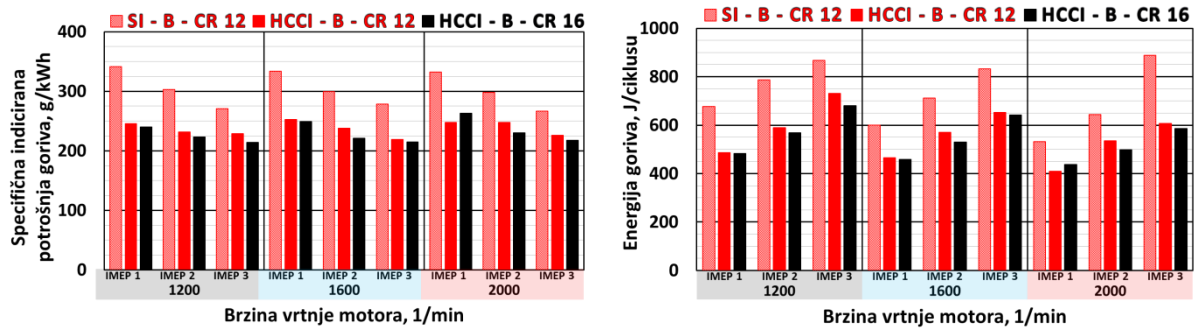 SI - B - CR 12 HCCI - B - CR 12 HCCI - B - CR 16
400
300
200
100
0
Specifična indicirana
potrošnja goriva, g/kWh
IMEP 1 IMEP 2 IMEP 3 IMEP 1 IMEP 2 IMEP 3 IMEP 1 IMEP 2 IMEP 3
1200 1600 2000
Brzina vrtnje motora, 1/min
SI - B - CR 12 HCCI - B - CR 12 HCCI - B - CR 16
1000
800
600
400
200
0
Energija goriva, J/ciklusu
IMEP 1 IMEP 2 IMEP 3 IMEP 1 IMEP 2 IMEP 3 IMEP 1 IMEP 2 IMEP 3
1200 1600 2000
Brzina vrtnje motora, 1/min